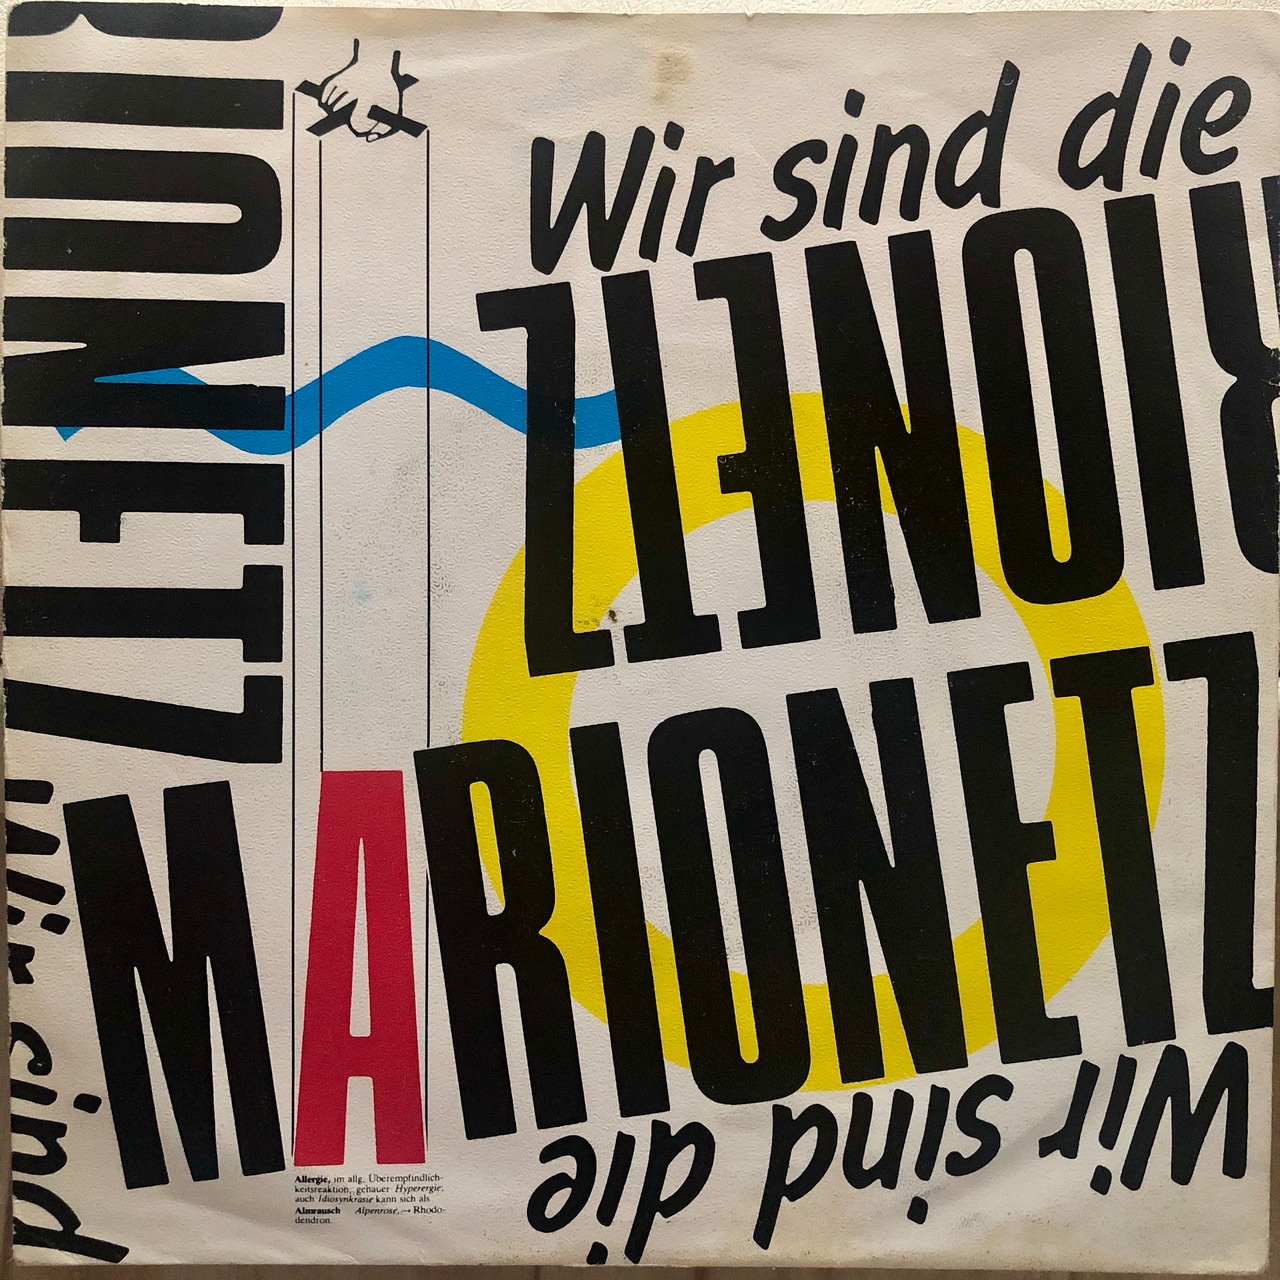 Wir sind die
RIONETZ
MARIONETZ
Wir sind die
RIONETZ
Wir sind
Allergie, im allg. Überempfindlich-
keitsreaktion, genauer Hyperergie,
auch Idiosynkrasie kann sich als
Almrausch Alpenrose, → Rhodo-
dendron.